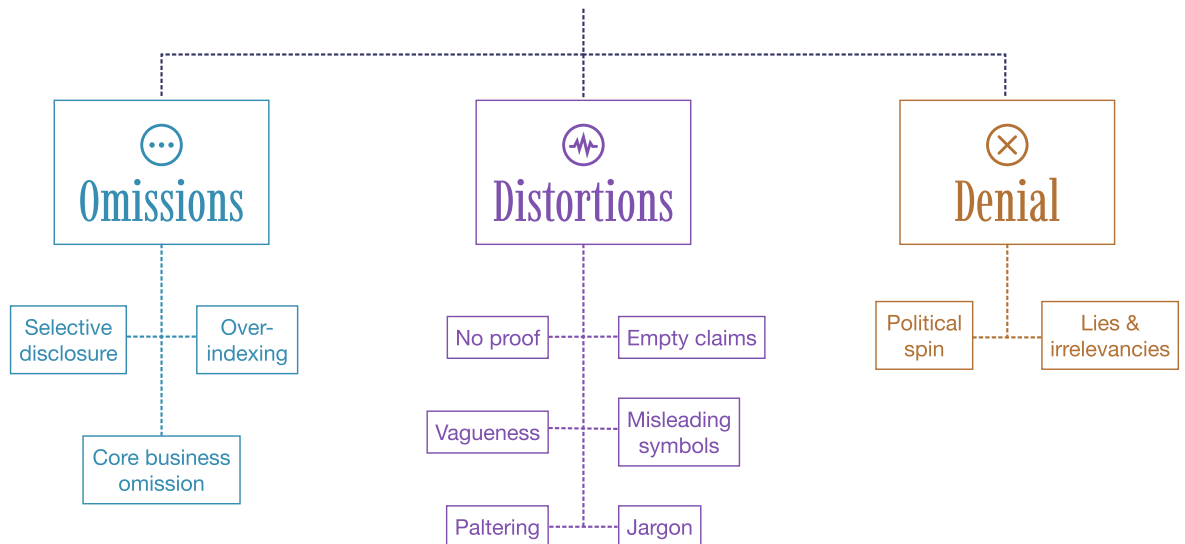 Omissions
Selective
disclosure
Over-
indexing
Core business
omission
Distortions
No proof
Empty claims
Vagueness
Misleading
symbols
Paltering
Jargon
Denial
Political
spin
Lies &
irrelevancies